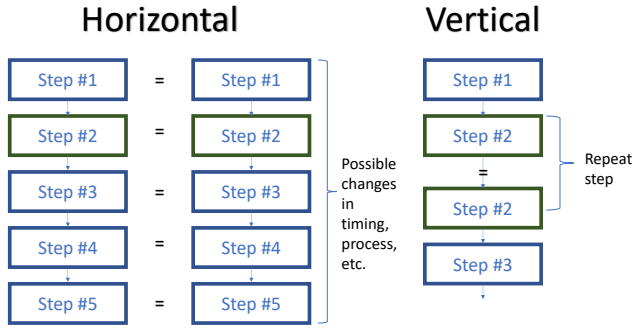 Horizontal
Vertical
Step #1 = Step #1
Step #2 = Step #2
Step #3 = Step #3
Step #4 = Step #4
Step #5 = Step #5
Possible
changes
in
timing,
process,
etc.
Step #1
Step #2
=
Step #2
Step #3
Repeat
step